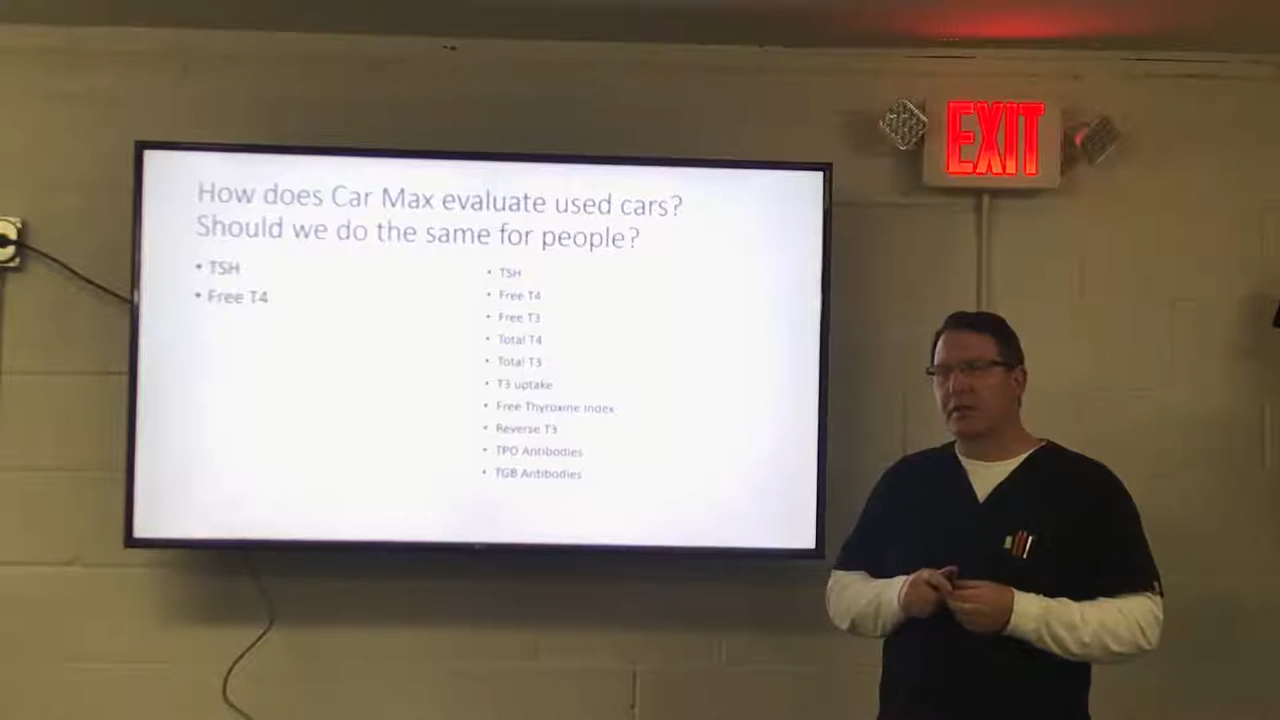 How does Car Max evaluate used cars?
Should we do the same for people?
• TSH
• Free T4
• TSH
• Free T4
• Free T3
• Total T4
• Total T3
• T3 uptake
• Free Thyroxine Index
• Reverse T3
• TPO Antibodies
• TGB Antibodies
EXIT